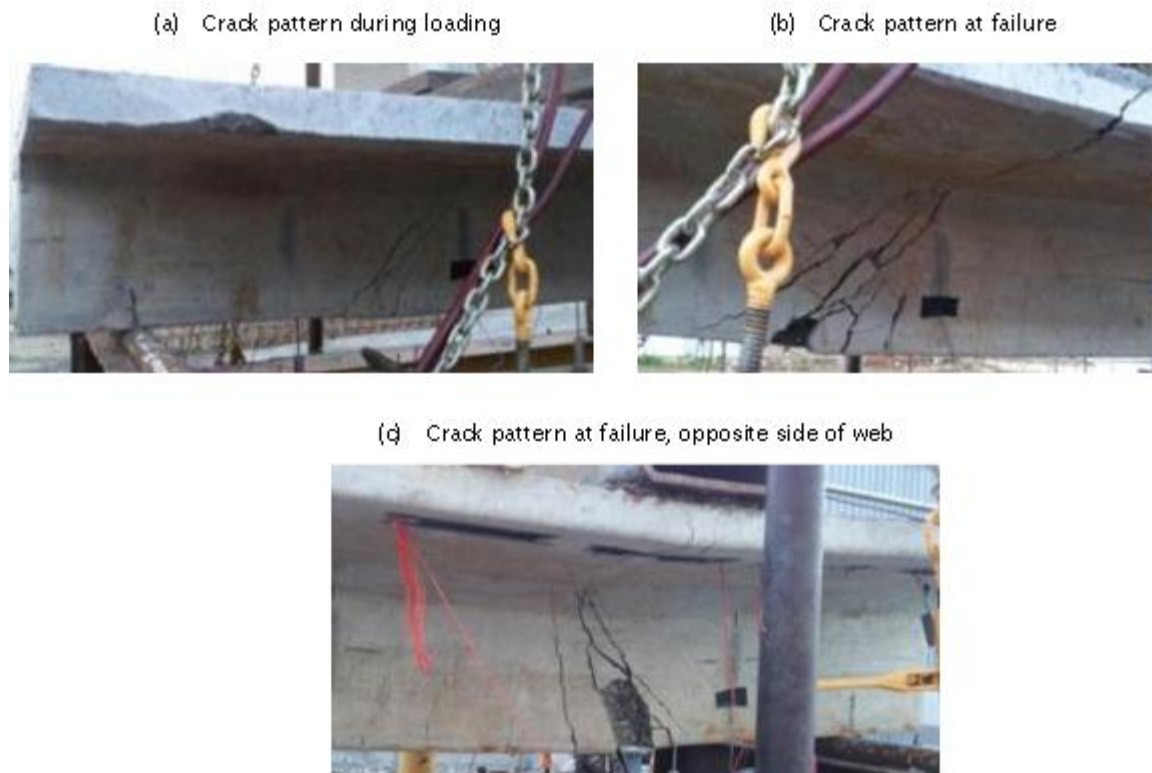 (a) Crack pattern during loading
(b) Crack pattern at failure
(c) Crack pattern at failure, opposite side of web